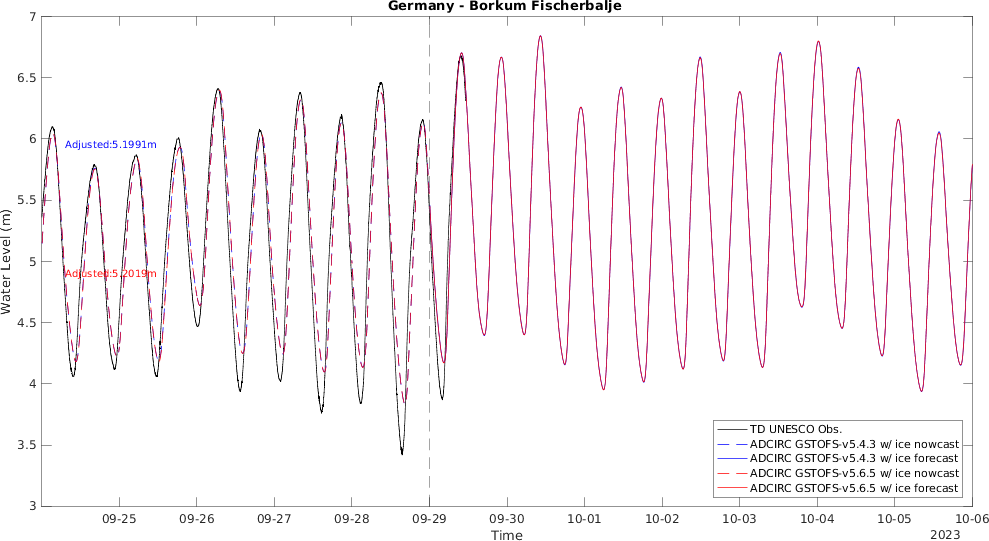 Germany - Borkum Fischerbalje
7
6.5
6
5.5
5
4.5
4
3.5
3
Water Level (m)
Adjusted:5.1991m
Adjusted:5.2019m
TD UNESCO Obs.
ADCIRC GSTOFS-v5.4.3 w/ ice nowcast
ADCIRC GSTOFS-v5.4.3 w/ ice forecast
ADCIRC GSTOFS-v5.6.5 w/ ice nowcast
ADCIRC GSTOFS-v5.6.5 w/ ice forecast
09-25 09-26 09-27 09-28 09-29 09-30 10-01 10-02 10-03 10-04 10-05 10-06
Time
2023